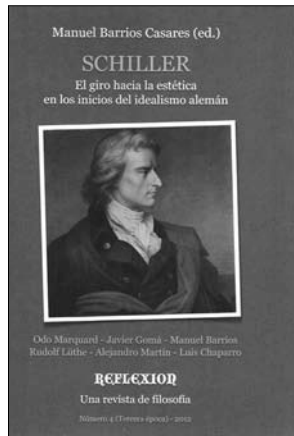 Manuel Barrios Casares (ed.)
SCHILLER
El giro hacia la estética
en los inicios del idealismo alemán
Odo Marquard - Javier Gomá - Manuel Barrios
Rudolf Lüthe - Alejandro Martín - Laís Chaparro
REFLEXION
Una revista de filosofía
Número 4 (Tercera época) - 2012